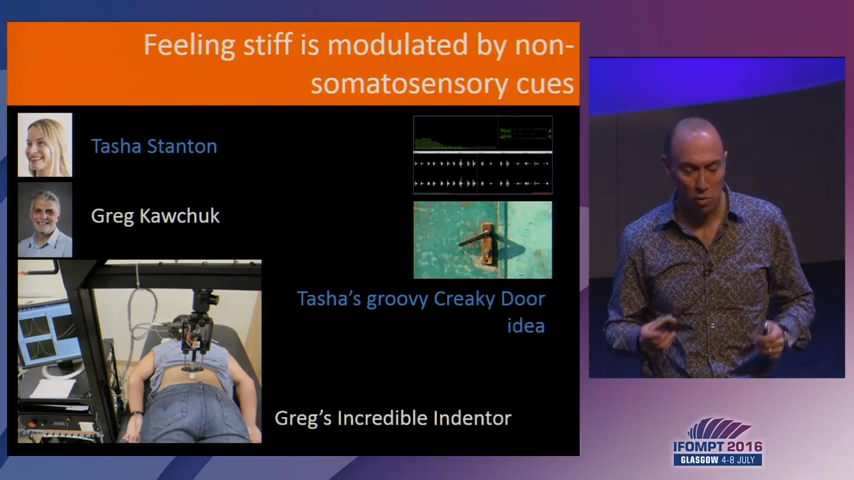 Feeling stiff is modulated by non-
somatosensory cues
Tasha Stanton
Greg Kawchuk
Tasha's groovy Creaky Door
idea
Greg's Incredible Indentor
IFOMPT 2016
GLASGOW 4-8 JULY